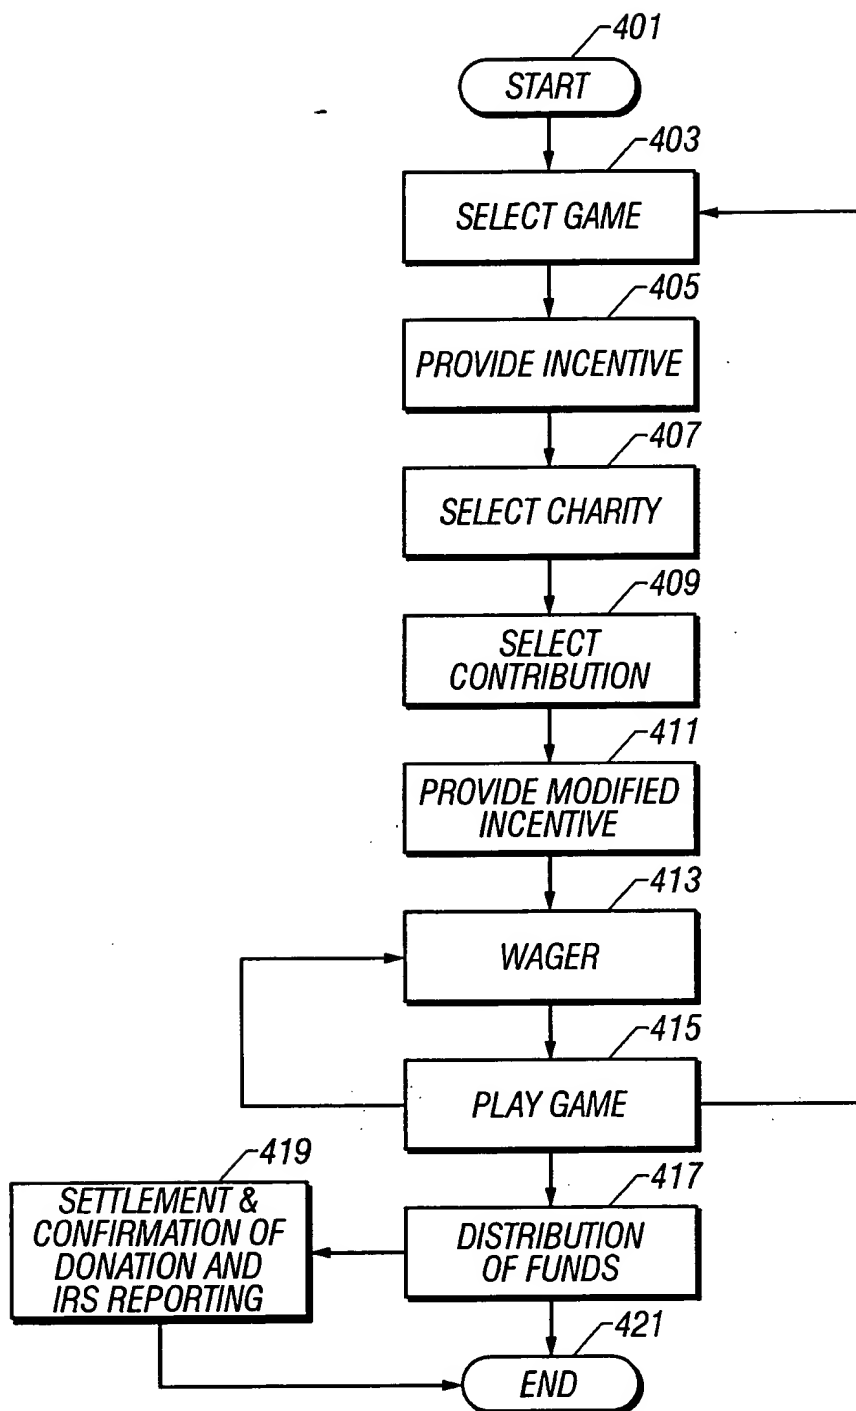 401
START
403
SELECT GAME
405
PROVIDE INCENTIVE
407
SELECT CHARITY
409
SELECT
CONTRIBUTION
411
PROVIDE MODIFIED
INCENTIVE
413
WAGER
415
PLAY GAME
417
DISTRIBUTION
OF FUNDS
419
SETTLEMENT &
CONFIRMATION OF
DONATION AND
IRS REPORTING
421
END